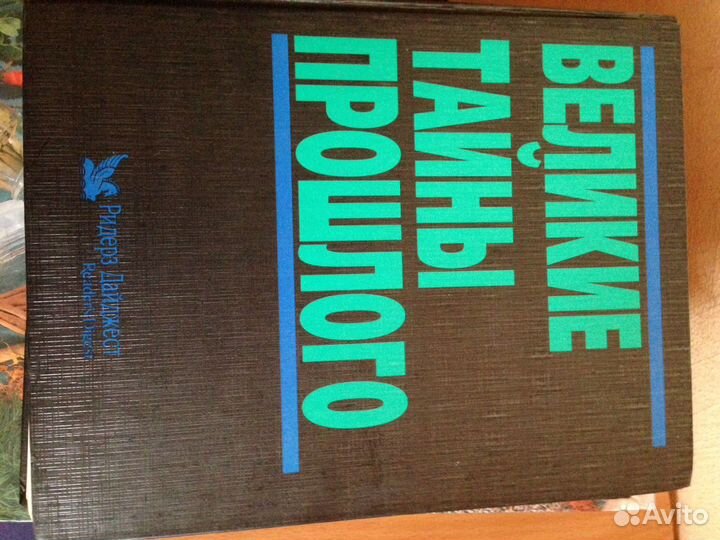 ВЕЛИКИЕ
ТАЙНЫ
ПРОШЛОГО
Ридерз Дайджест
Reader's Digest
Avito